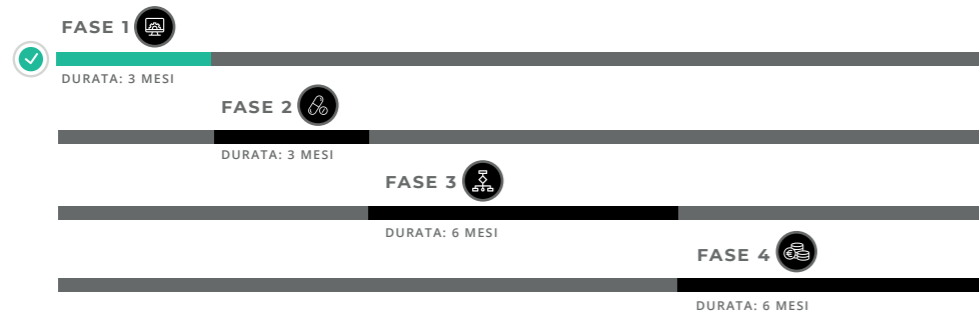 FASE 1
DURATA: 3 MESI
FASE 2
DURATA: 3 MESI
FASE 3
DURATA: 6 MESI
FASE 4
DURATA: 6 MESI